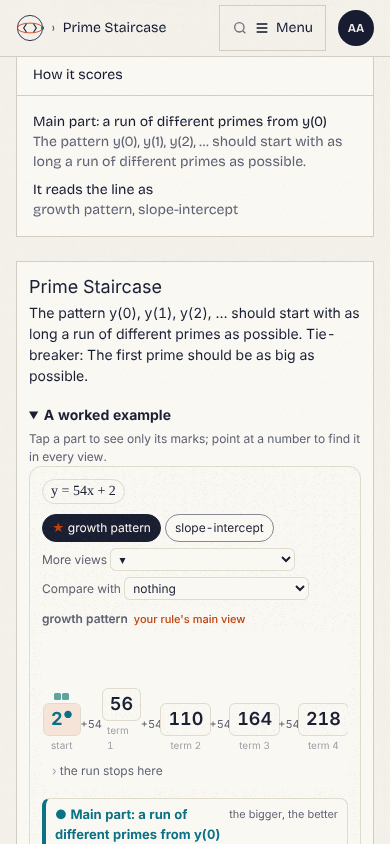 › Prime Staircase
Menu
AA
How it scores
Main part: a run of different primes from y(0)
The pattern y(0), y(1), y(2), … should start with as
long a run of different primes as possible.
It reads the line as
growth pattern, slope-intercept
Prime Staircase
The pattern y(0), y(1), y(2), … should start with as
long a run of different primes as possible. Tie-
breaker: The first prime should be as big as
possible.
▼ A worked example
Tap a part to see only its marks; point at a number to find it
in every view.
y = 54x + 2
★ growth pattern slope-intercept
More views ▾
Compare with nothing
growth pattern your rule's main view
2 +54 56 +54 110 +54 164 +54 218
start term 1 term 2 term 3 term 4
› the run stops here
● Main part: a run of different primes from y(0)
the bigger, the better